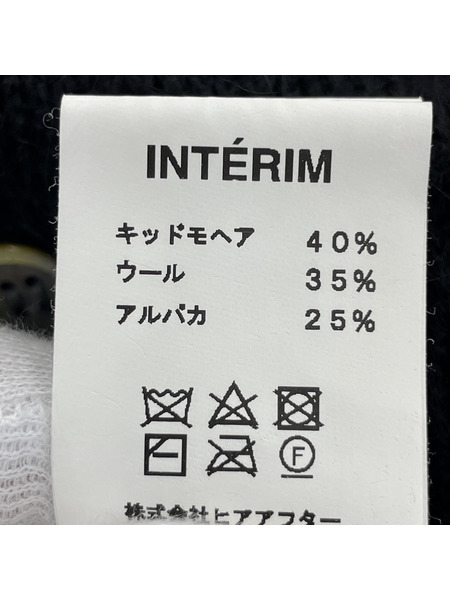 INTÉRIM
キッドモヘア 40%
ウール 35%
アルパカ 25%
F
株式会社ヒアアフター